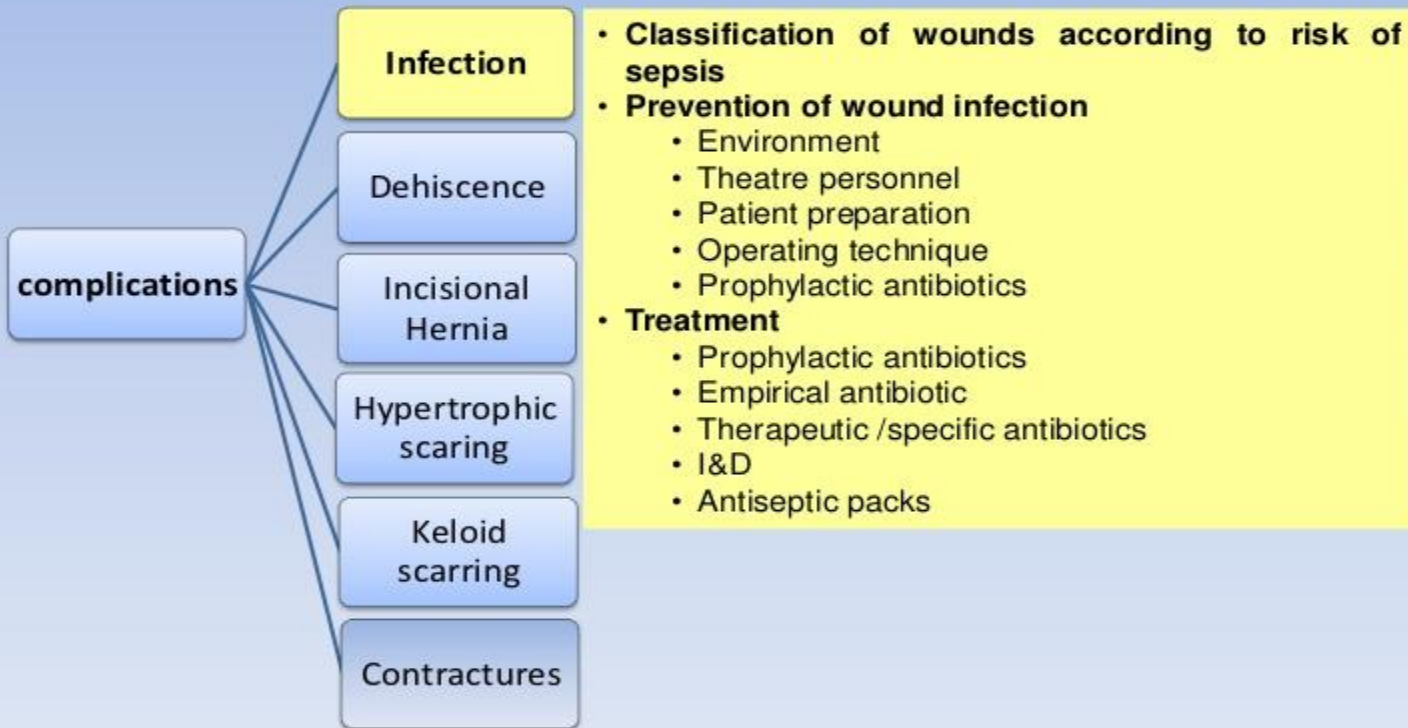 complications
Infection
Dehiscence
Incisional
Hernia
Hypertrophic
scaring
Keloid
scarring
Contractures
• Classification of wounds according to risk of
sepsis
• Prevention of wound infection
• Environment
• Theatre personnel
• Patient preparation
• Operating technique
• Prophylactic antibiotics
• Treatment
• Prophylactic antibiotics
• Empirical antibiotic
• Therapeutic /specific antibiotics
• I&D
• Antiseptic packs